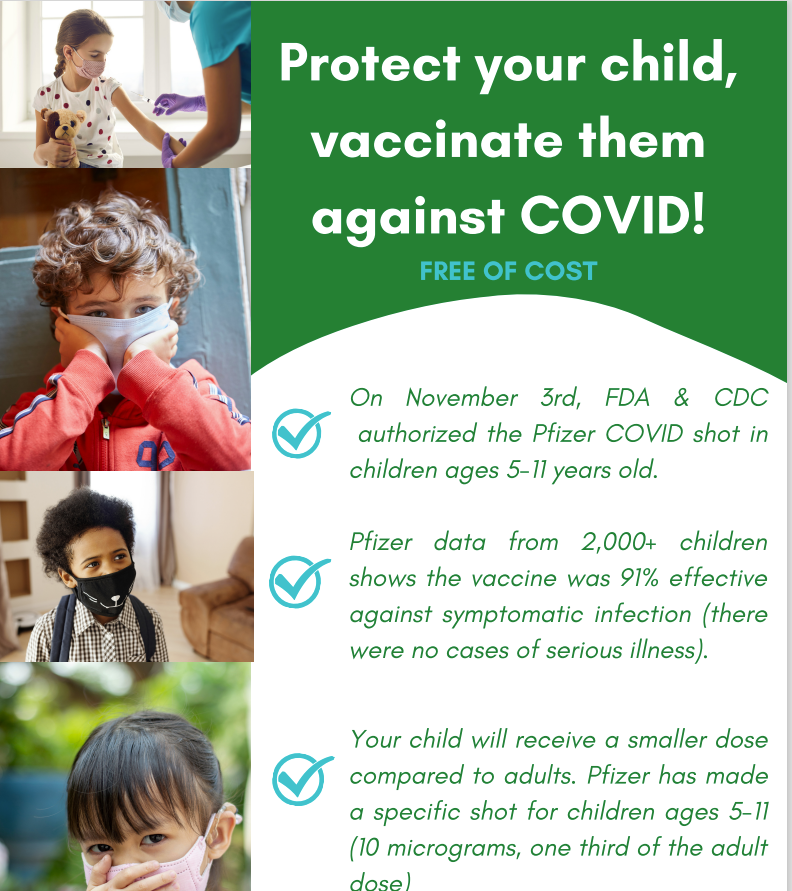 Protect your child,
vaccinate them
against COVID!
FREE OF COST
On November 3rd, FDA & CDC
authorized the Pfizer COVID shot in
children ages 5-11 years old.
Pfizer data from 2,000+ children
shows the vaccine was 91% effective
against symptomatic infection (there
were no cases of serious illness).
Your child will receive a smaller dose
compared to adults. Pfizer has made
a specific shot for children ages 5-11
(10 micrograms, one third of the adult
dose)